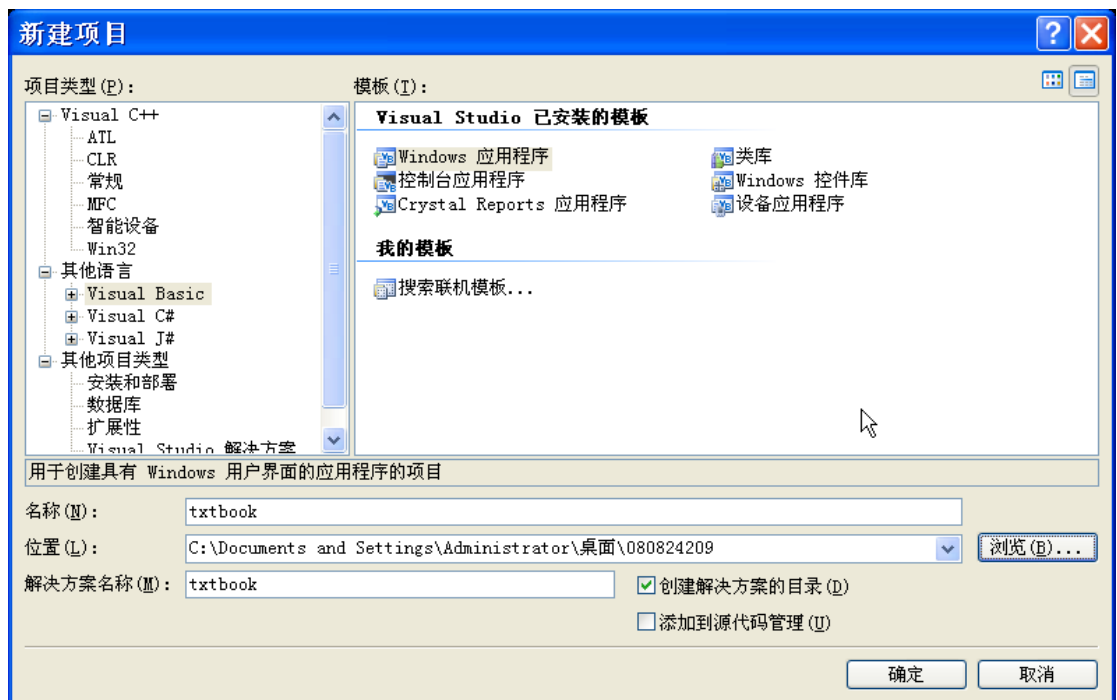 新建项目
项目类型(P):
Visual C++
ATL
CLR
常规
MFC
智能设备
Win32
其他语言
Visual Basic
Visual C#
Visual J#
其他项目类型
安装和部署
数据库
扩展性
Visual Studio 解决方案
模板(T):
Visual Studio 已安装的模板
Windows 应用程序 类库
控制台应用程序 Windows 控件库
Crystal Reports 应用程序 设备应用程序
我的模板
搜索联机模板...
用于创建具有 Windows 用户界面的应用程序的项目
名称(N): txtbook
位置(L): C:\Documents and Settings\Administrator\桌面\080824209 浏览(B)...
解决方案名称(M): txtbook 创建解决方案的目录(D)
添加到源代码管理(U)
确定 取消